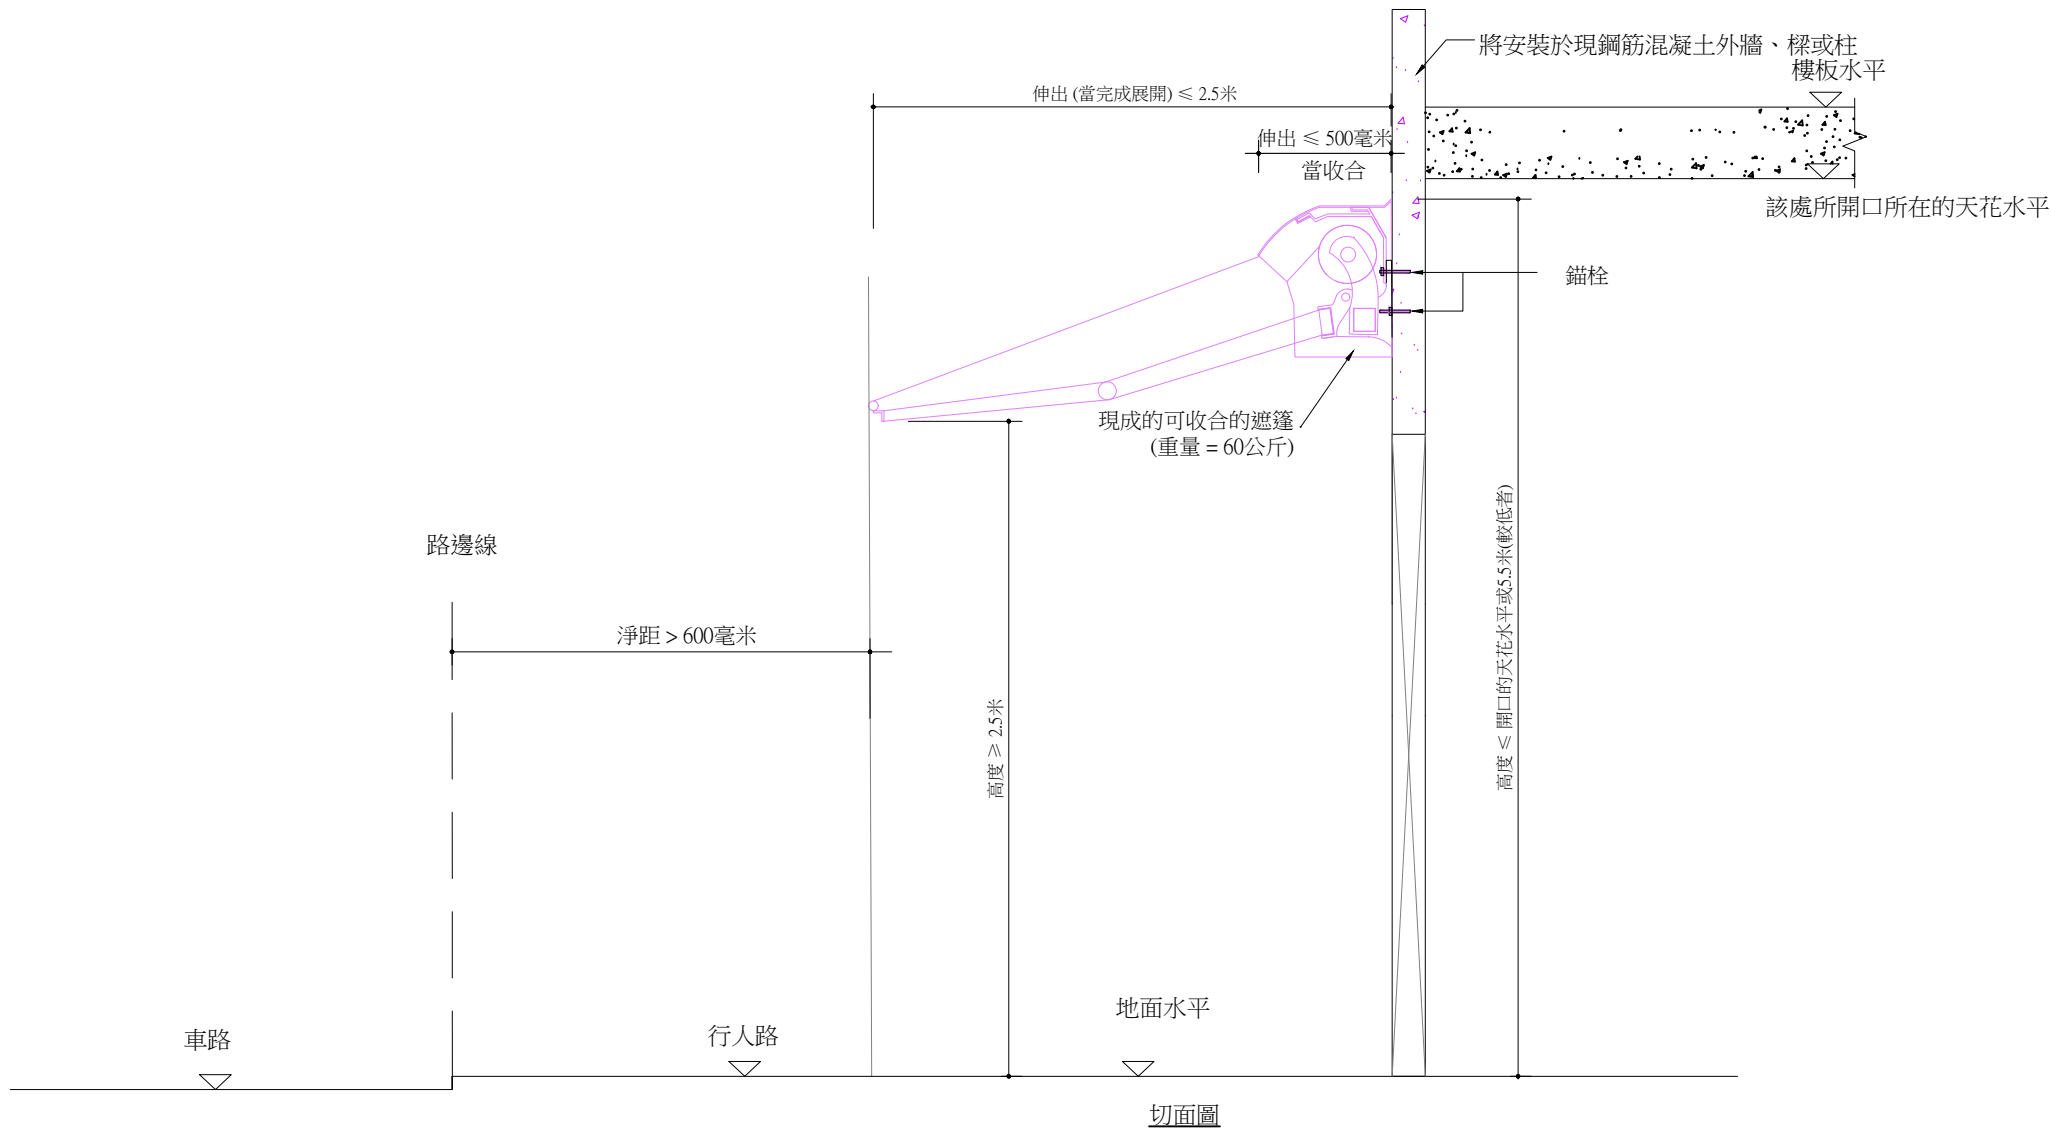 將安裝於現鋼筋混凝土外牆、樑或柱
樓板水平
伸出 (當完成展開) ≤ 2.5米
伸出 ≤ 500毫米
當收合
該處所開口所在的天花水平
錨栓
現成的可收合的遮篷
(重量 = 60公斤)
路邊線
淨距 > 600毫米
高度 ≥ 2.5米
高度 ≤ 開口的天花水平或5.5米(較低者)
地面水平
車路
行人路
切面圖